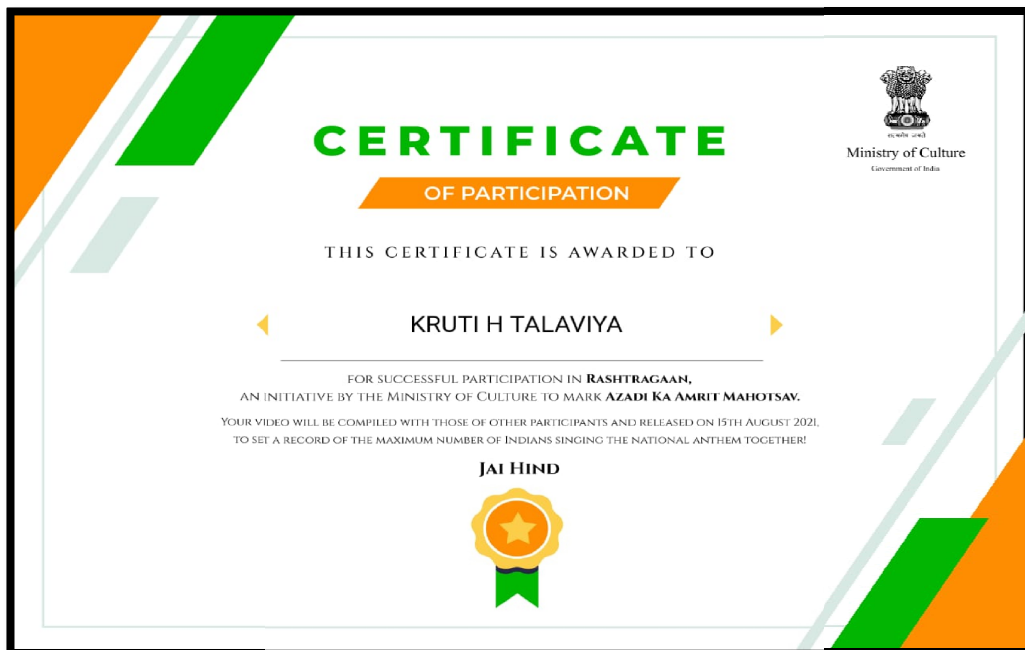 CERTIFICATE
OF PARTICIPATION
सत्यमेव जयते
Ministry of Culture
Government of India
THIS CERTIFICATE IS AWARDED TO
KRUTI H TALAVIYA
FOR SUCCESSFUL PARTICIPATION IN RASHTRAGAAN,
AN INITIATIVE BY THE MINISTRY OF CULTURE TO MARK AZADI KA AMRIT MAHOTSAV.
YOUR VIDEO WILL BE COMPILED WITH THOSE OF OTHER PARTICIPANTS AND RELEASED ON 15TH AUGUST 2021,
TO SET A RECORD OF THE MAXIMUM NUMBER OF INDIANS SINGING THE NATIONAL ANTHEM TOGETHER!
JAI HIND